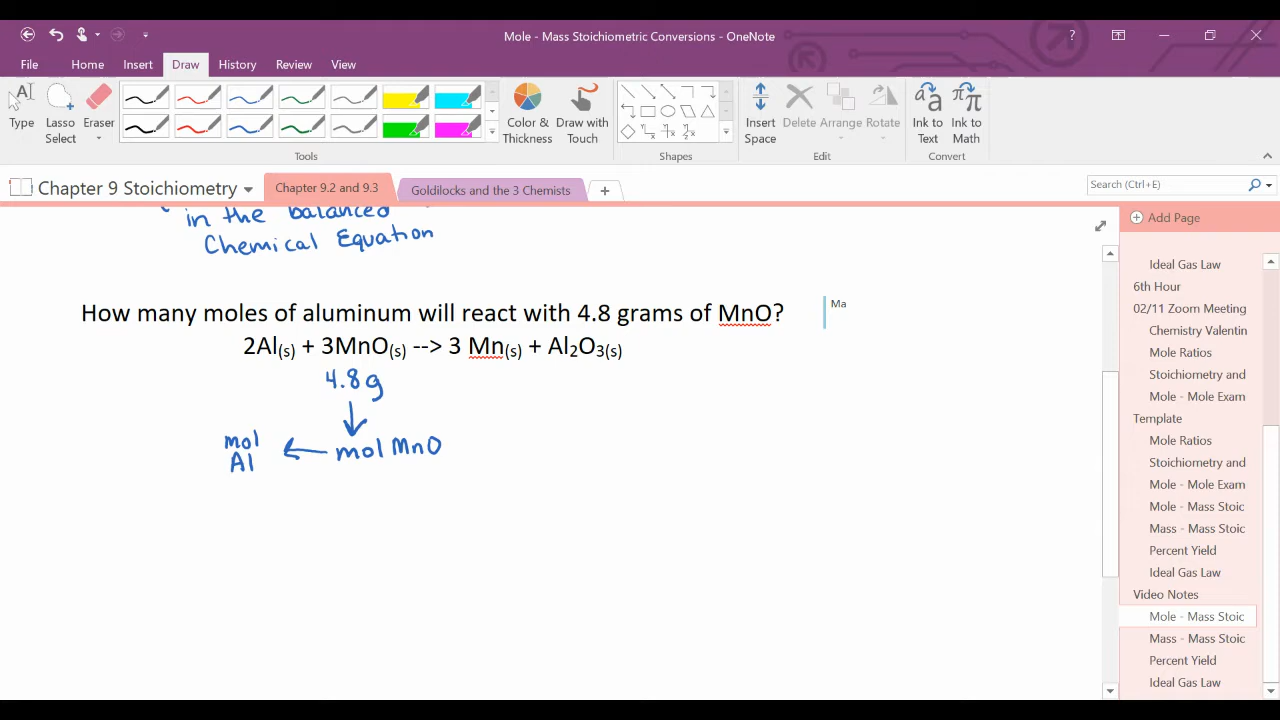 Mole - Mass Stoichiometric Conversions - OneNote
?
File Home Insert Draw History Review View
Type
Lasso Select
Eraser
Color & Thickness
Draw with Touch
Insert Space
Delete Arrange Rotate
Ink to Text
Ink to Math
Tools Shapes Edit Convert
Chapter 9 Stoichiometry
Chapter 9.2 and 9.3
Goldilocks and the 3 Chemists
Search (Ctrl+E)
in the balanced
Chemical Equation
How many moles of aluminum will react with 4.8 grams of MnO?
Ma
2Al(s) + 3MnO(s) --> 3 Mn(s) + Al2O3(s)
4.8 g
mol Al ← mol MnO
Add Page
Ideal Gas Law
6th Hour
02/11 Zoom Meeting
Chemistry Valentin
Mole Ratios
Stoichiometry and
Mole - Mole Exam
Template
Mole Ratios
Stoichiometry and
Mole - Mole Exam
Mole - Mass Stoic
Mass - Mass Stoic
Percent Yield
Ideal Gas Law
Video Notes
Mole - Mass Stoic
Mass - Mass Stoic
Percent Yield
Ideal Gas Law